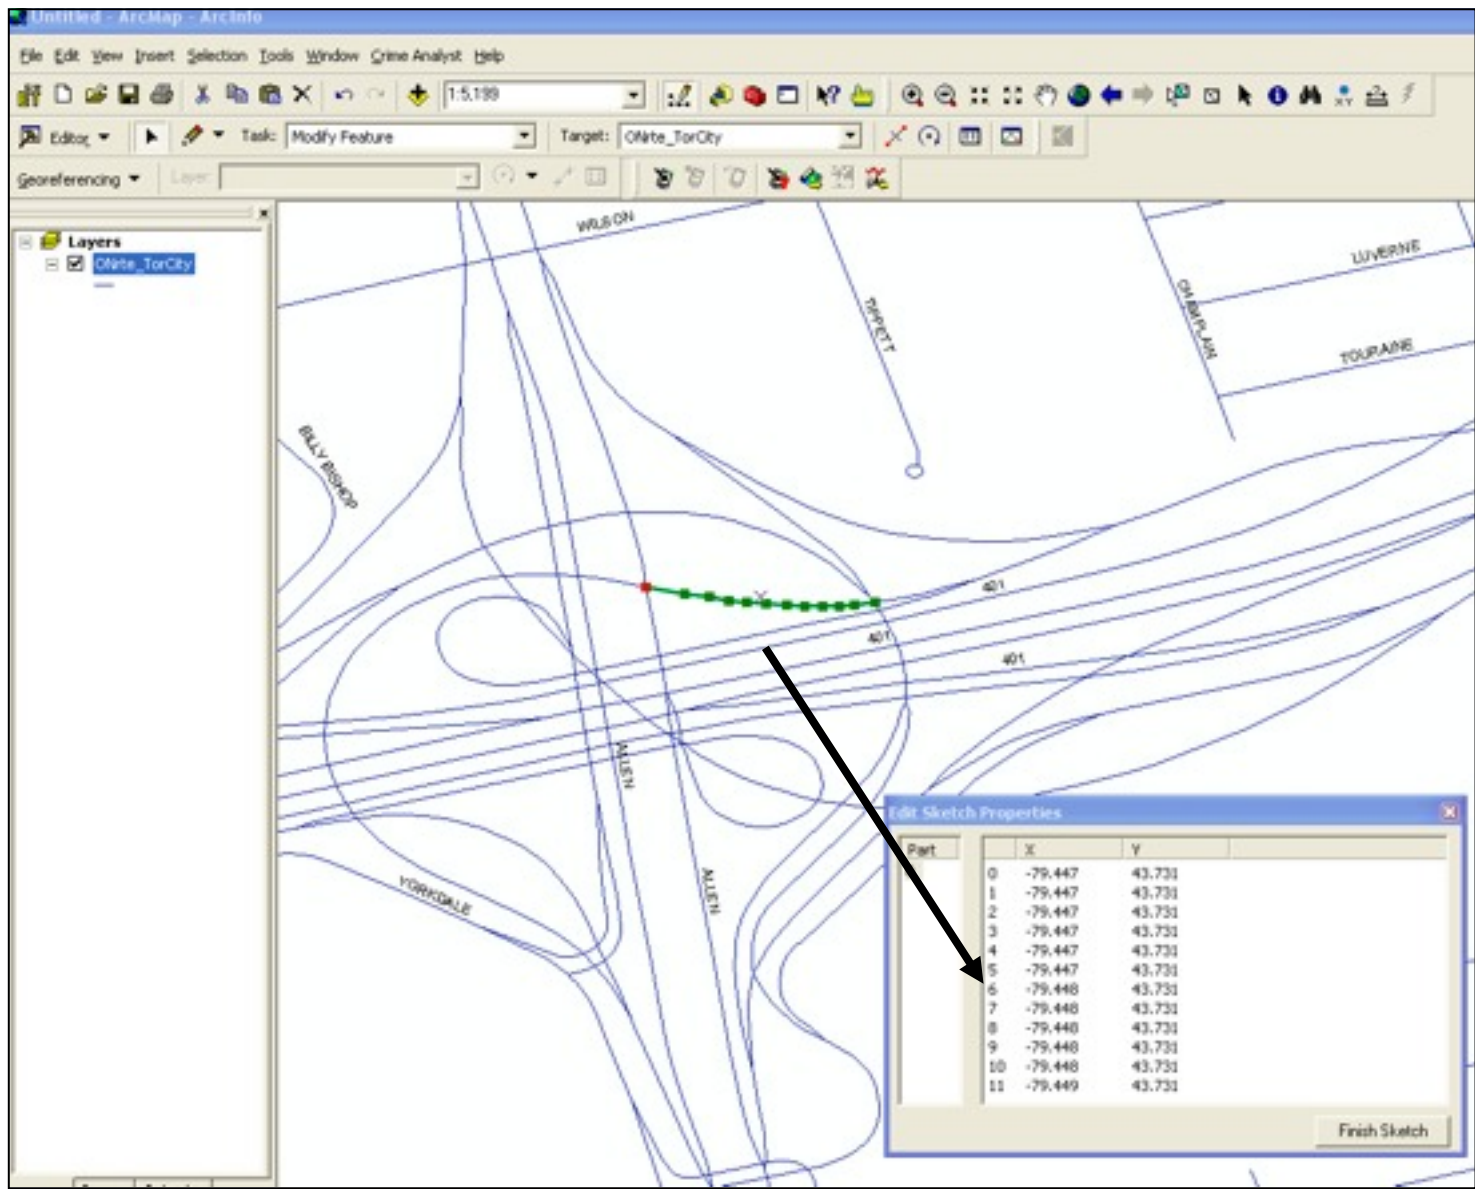 Untitled - ArcMap - ArcInfo
File Edit View Insert Selection Tools Window Crime Analyst Help
1:5,199
Editor Task: Modify Feature Target: ONrte_TorCity
Georeferencing Layer:
Layers
ONrte_TorCity
WILSON
LUVERNE
TIPPETT
CHAMPLAIN
TOURAINE
BILLY BISHOP
401
401
401
ALLEN
ALLEN
YORKDALE
Edit Sketch Properties
Part X Y
0 -79.447 43.731
1 -79.447 43.731
2 -79.447 43.731
3 -79.447 43.731
4 -79.447 43.731
5 -79.447 43.731
6 -79.448 43.731
7 -79.448 43.731
8 -79.448 43.731
9 -79.448 43.731
10 -79.448 43.731
11 -79.449 43.731
Finish Sketch